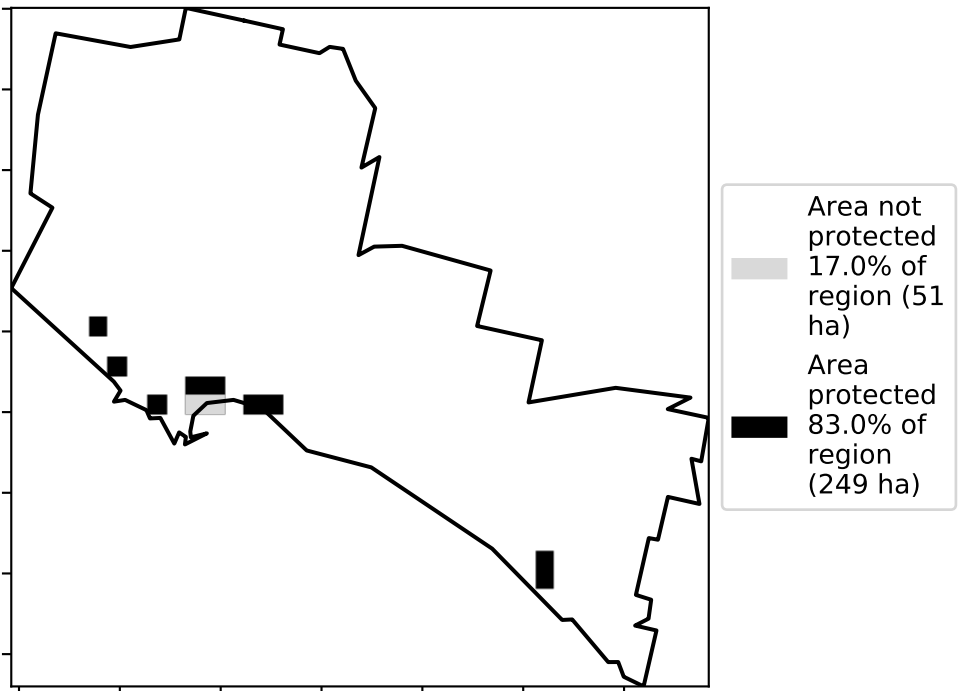 Area not
protected
17.0% of
region (51
ha)
Area
protected
83.0% of
region
(249 ha)